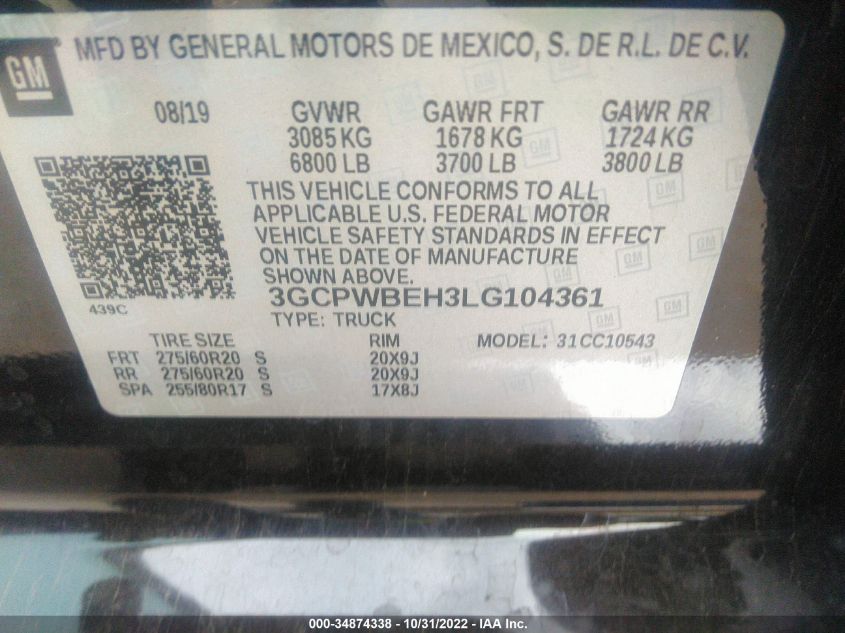 GM
MFD BY GENERAL MOTORS DE MEXICO, S. DE R.L. DE C.V.
08/19 GVWR GAWR FRT GAWR RR
3085 KG 1678 KG 1724 KG
6800 LB 3700 LB 3800 LB
THIS VEHICLE CONFORMS TO ALL
APPLICABLE U.S. FEDERAL MOTOR
VEHICLE SAFETY STANDARDS IN EFFECT
ON THE DATE OF MANUFACTURE
SHOWN ABOVE.
439C
3GCPWBEH3LG104361
TYPE: TRUCK
TIRE SIZE RIM MODEL: 31CC10543
FRT 275/60R20 S 20X9J
RR 275/60R20 S 20X9J
SPA 255/80R17 S 17X8J
000-34874338 - 10/31/2022 - IAA Inc.